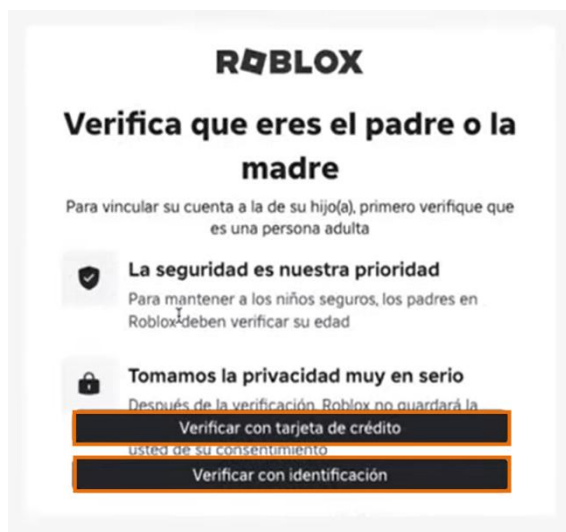 ROBLOX
Verifica que eres el padre o la
madre
Para vincular su cuenta a la de su hijo(a), primero verifique que
es una persona adulta
La seguridad es nuestra prioridad
Para mantener a los niños seguros, los padres en
Roblox deben verificar su edad
Tomamos la privacidad muy en serio
Después de la verificación, Roblox no guardará la
Verificar con tarjeta de crédito
usted de su consentimiento
Verificar con identificación